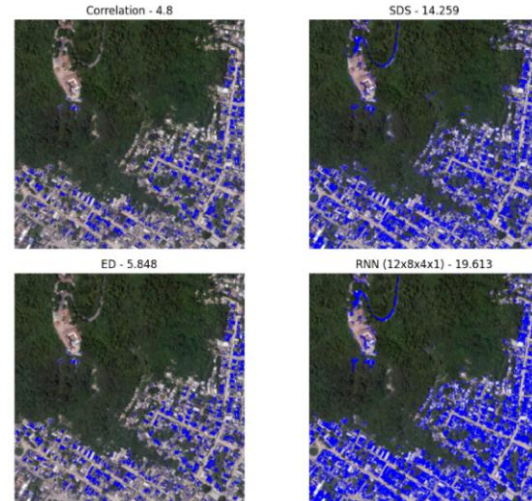 Correlation - 4.8
SDS - 14.259
ED - 5.848
RNN (12x8x4x1) - 19.613